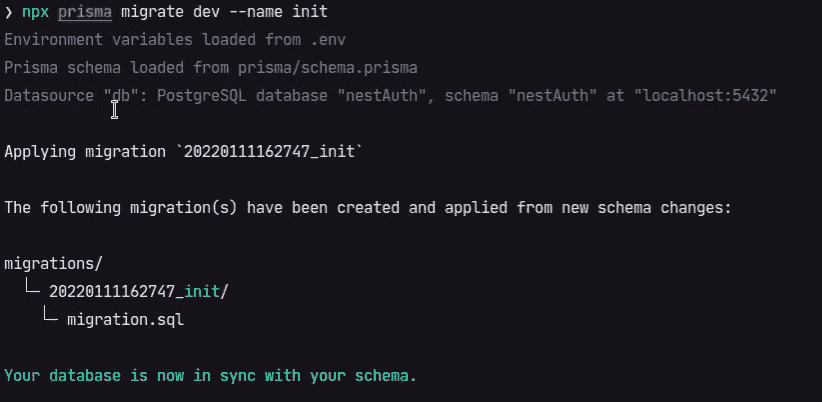 ❯ npx prisma migrate dev --name init
Environment variables loaded from .env
Prisma schema loaded from prisma/schema.prisma
Datasource "db": PostgreSQL database "nestAuth", schema "nestAuth" at "localhost:5432"
Applying migration `20220111162747_init`
The following migration(s) have been created and applied from new schema changes:
migrations/
└─ 20220111162747_init/
└─ migration.sql
Your database is now in sync with your schema.